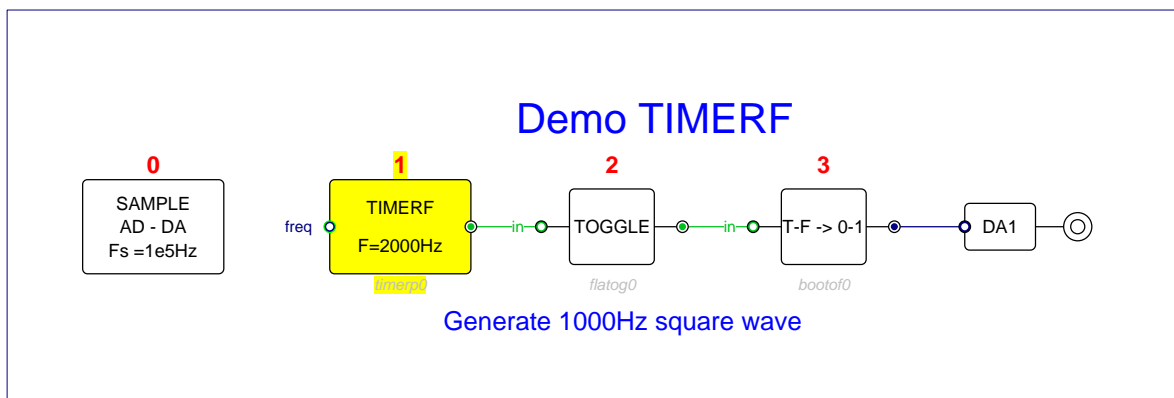 Demo TIMERF
0
1
2
3
SAMPLE
AD - DA
Fs =1e5Hz
freq
TIMERF
F=2000Hz
in
TOGGLE
in
T-F -> 0-1
DA1
timerp0
flatog0
bootof0
Generate 1000Hz square wave